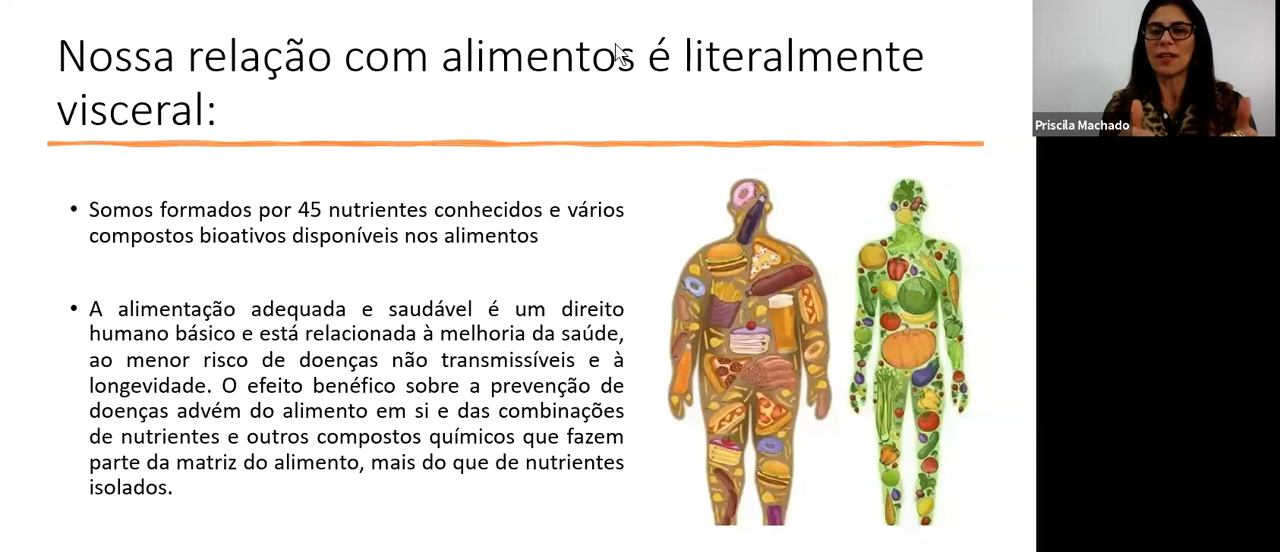 Nossa relação com alimentos é literalmente
visceral:
Priscila Machado
• Somos formados por 45 nutrientes conhecidos e vários
compostos bioativos disponíveis nos alimentos
• A alimentação adequada e saudável é um direito
humano básico e está relacionada à melhoria da saúde,
ao menor risco de doenças não transmissíveis e à
longevidade. O efeito benéfico sobre a prevenção de
doenças advém do alimento em si e das combinações
de nutrientes e outros compostos químicos que fazem
parte da matriz do alimento, mais do que de nutrientes
isolados.